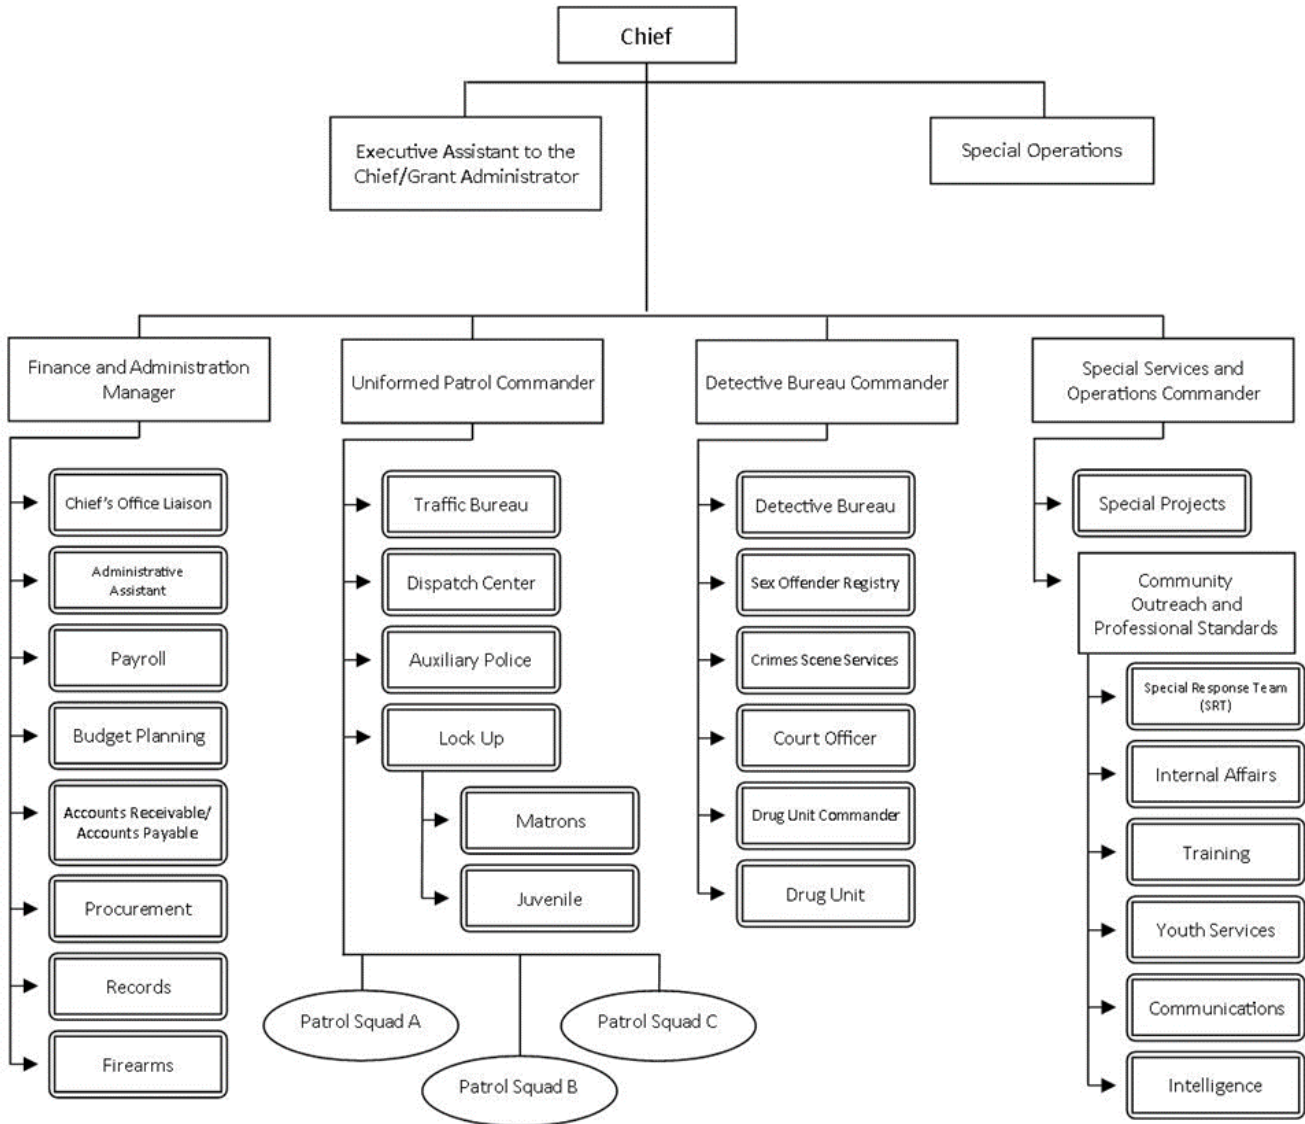 Chief
Executive Assistant to the
Chief/Grant Administrator
Special Operations
Finance and Administration
Manager
Uniformed Patrol Commander
Detective Bureau Commander
Special Services and
Operations Commander
Chief's Office Liaison
Administrative
Assistant
Payroll
Budget Planning
Accounts Receivable/
Accounts Payable
Procurement
Records
Firearms
Traffic Bureau
Dispatch Center
Auxiliary Police
Lock Up
Matrons
Juvenile
Patrol Squad A
Patrol Squad B
Patrol Squad C
Detective Bureau
Sex Offender Registry
Crimes Scene Services
Court Officer
Drug Unit Commander
Drug Unit
Special Projects
Community
Outreach and
Professional Standards
Special Response Team
(SRT)
Internal Affairs
Training
Youth Services
Communications
Intelligence